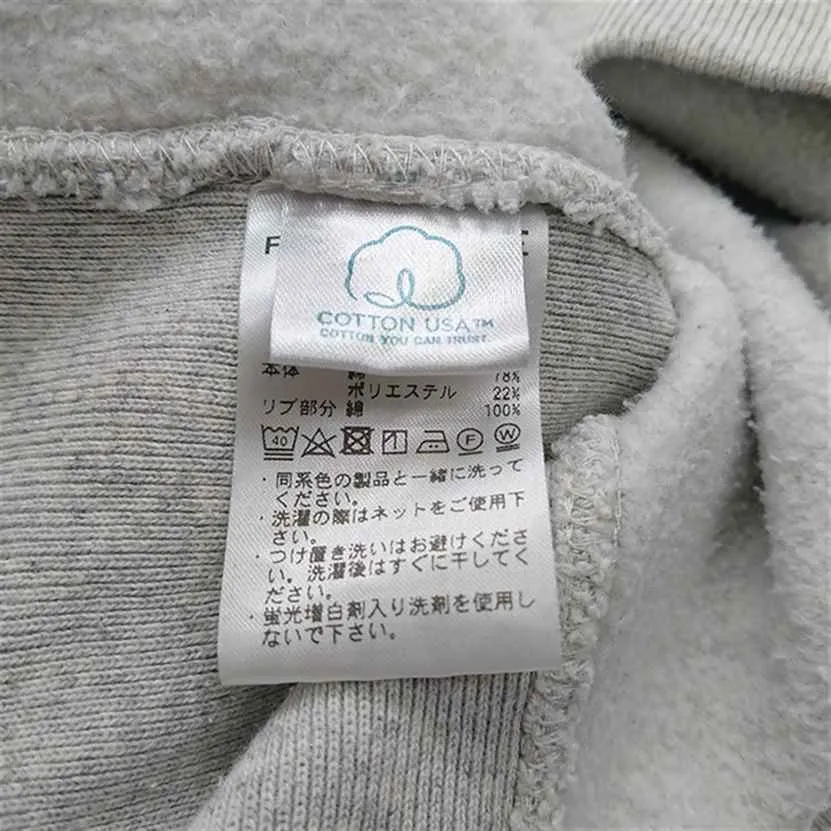 F E
COTTON USA™
COTTON YOU CAN TRUST.
本体 綿 78%
ポリエステル 22%
リブ部分 綿 100%
40 F W
・同系色の製品と一緒に洗って
ください。
・洗濯の際はネットをご使用下
さい。
・つけ置き洗いはお避けくださ
い。洗濯後はすぐに干してく
ださい。
・蛍光増白剤入り洗剤を使用し
ないで下さい。